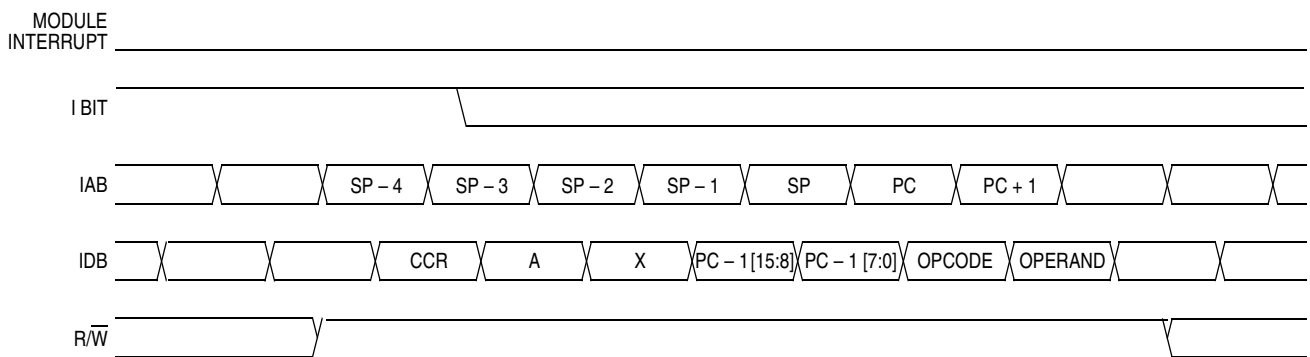 MODULE
INTERRUPT
I BIT
IAB SP – 4 SP – 3 SP – 2 SP – 1 SP PC PC + 1
IDB CCR A X PC – 1 [15:8] PC – 1 [7:0] OPCODE OPERAND
R/W̅